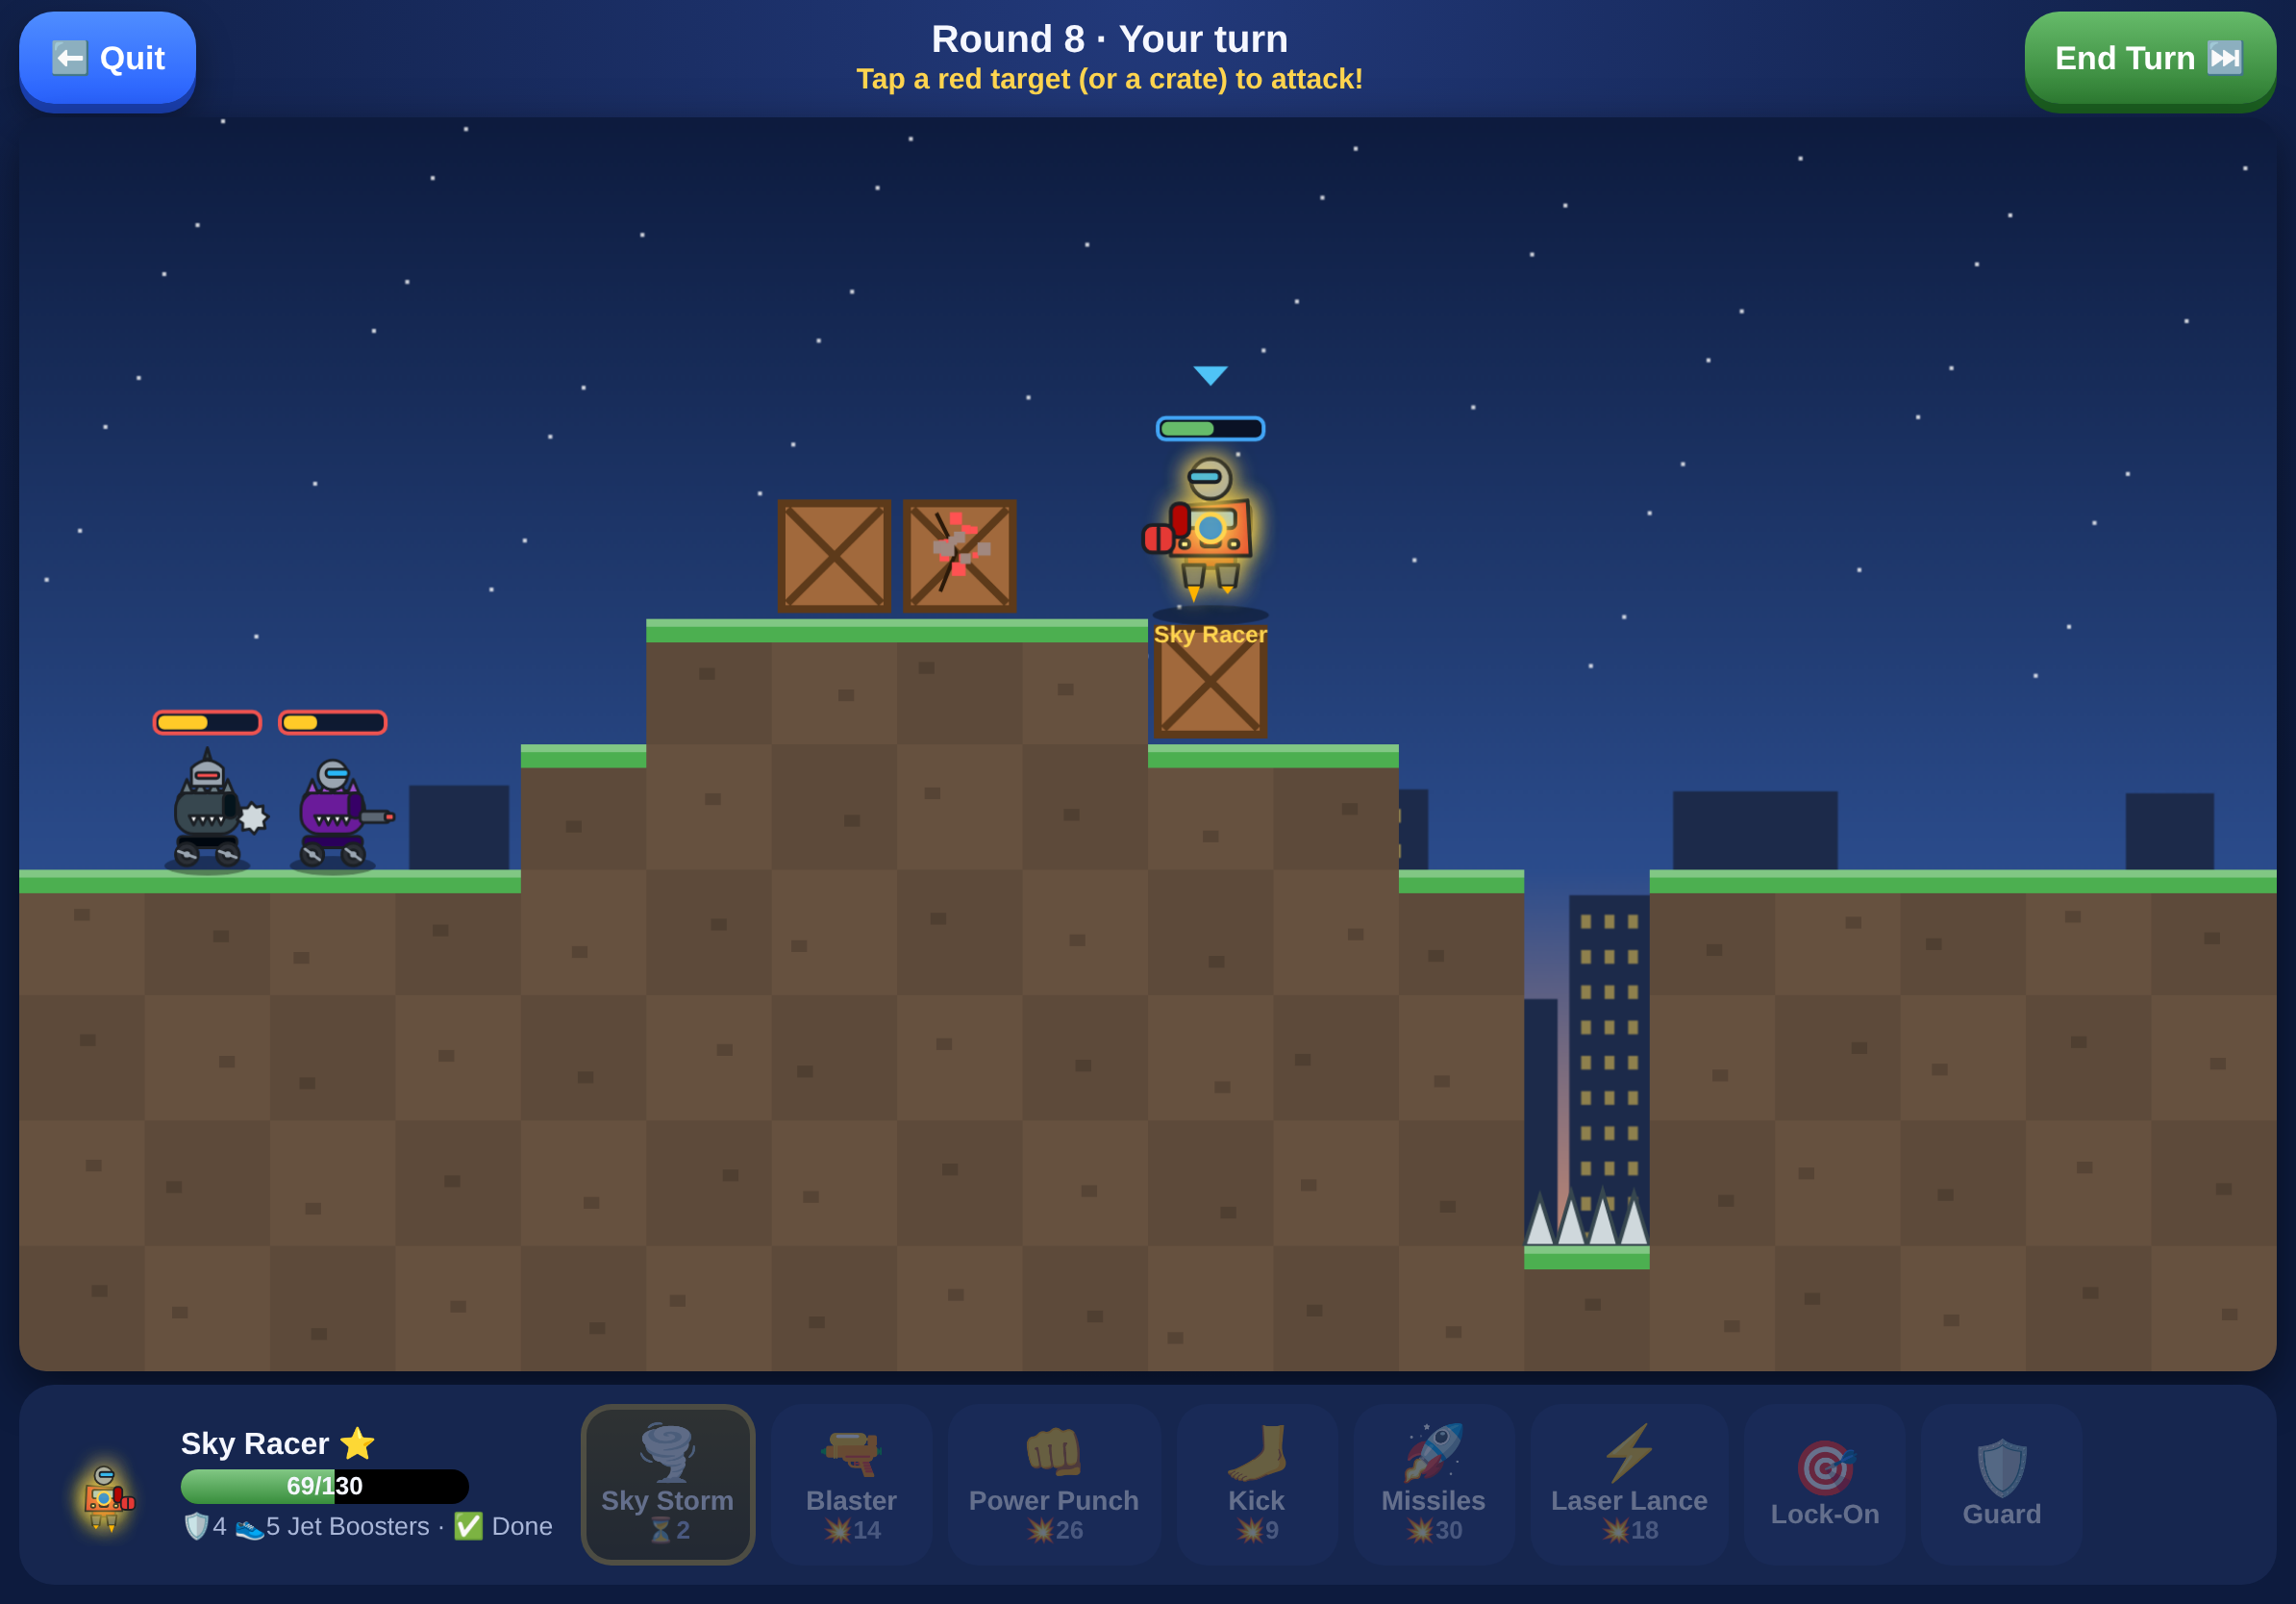 ⬅️ Quit
Round 8 · Your turn
Tap a red target (or a crate) to attack!
End Turn ⏭️
Sky Racer
Sky Racer ⭐
69/130
🛡️4 👟5 Jet Boosters · ✅ Done
Sky Storm
⏳2
Blaster
💥14
Power Punch
💥26
Kick
💥9
Missiles
💥30
Laser Lance
💥18
Lock-On
Guard